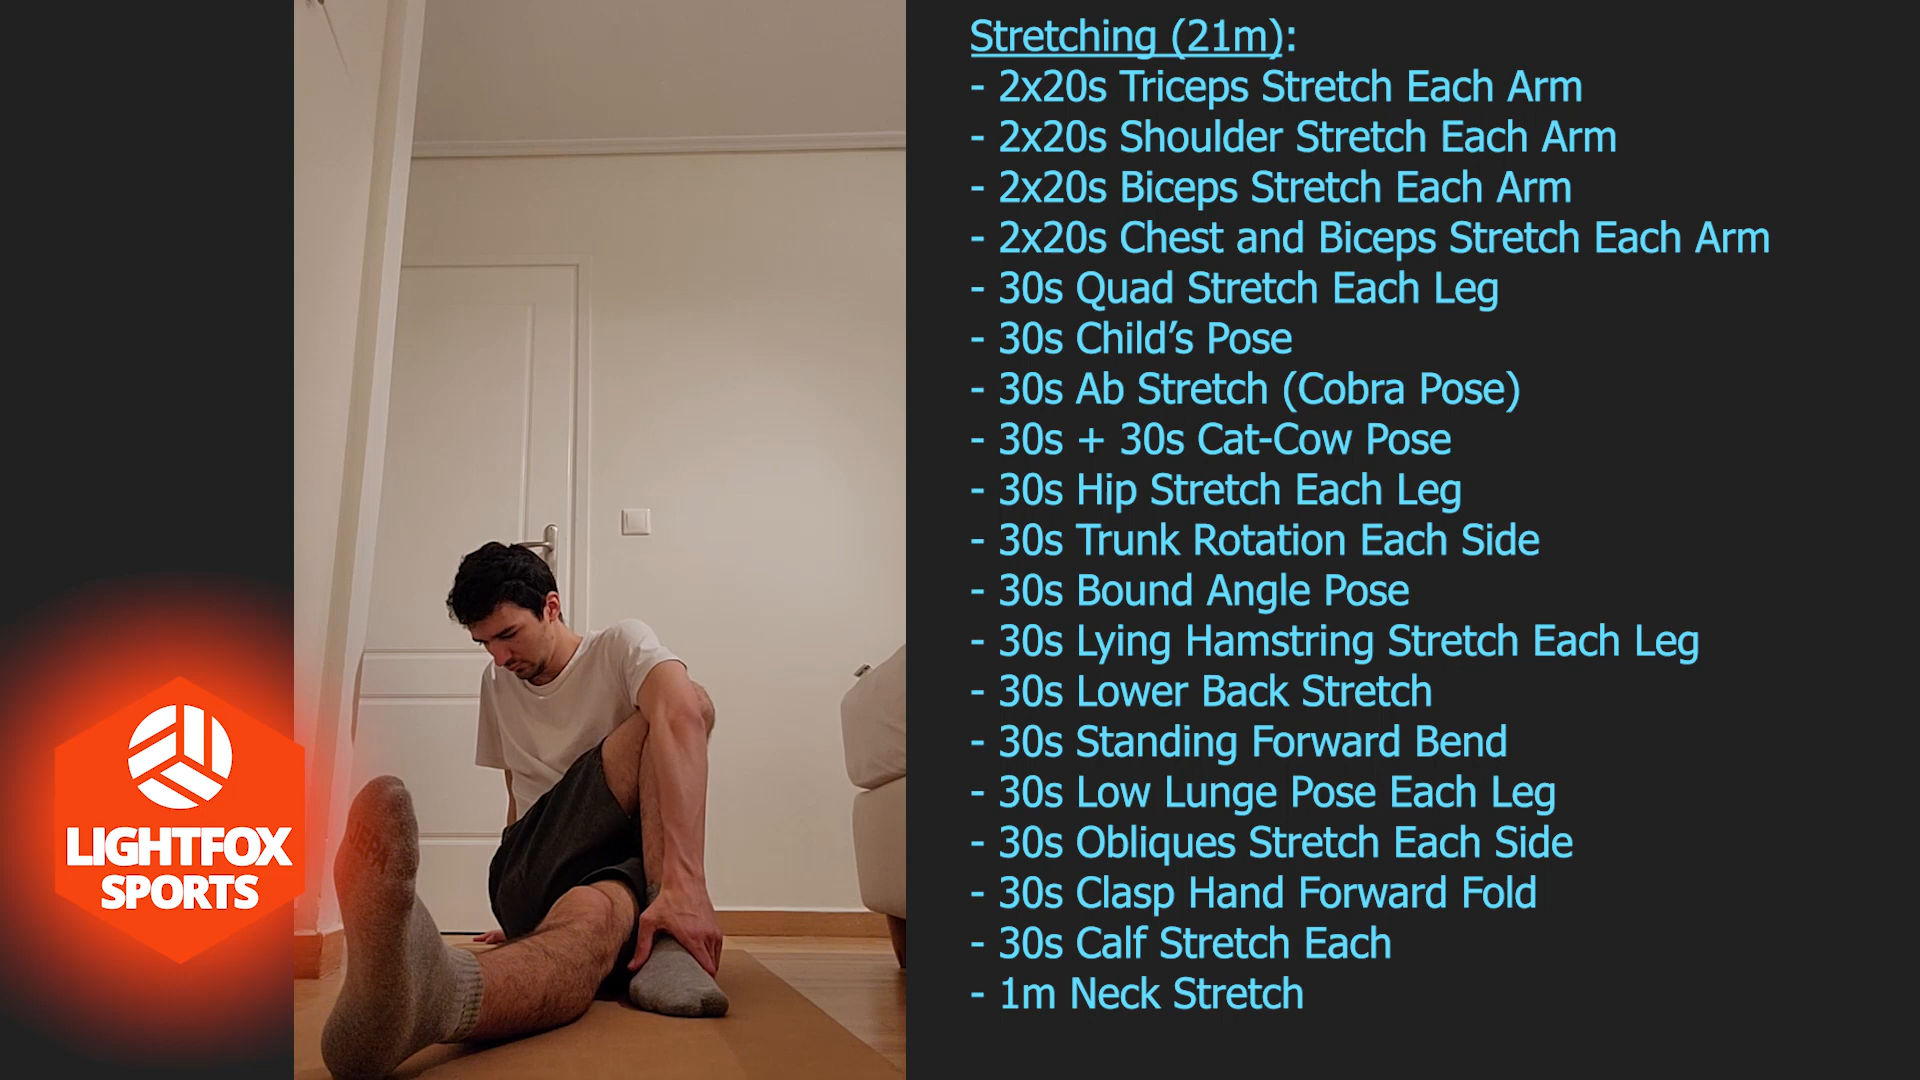 Stretching (21m):
- 2x20s Triceps Stretch Each Arm
- 2x20s Shoulder Stretch Each Arm
- 2x20s Biceps Stretch Each Arm
- 2x20s Chest and Biceps Stretch Each Arm
- 30s Quad Stretch Each Leg
- 30s Child’s Pose
- 30s Ab Stretch (Cobra Pose)
- 30s + 30s Cat-Cow Pose
- 30s Hip Stretch Each Leg
- 30s Trunk Rotation Each Side
- 30s Bound Angle Pose
- 30s Lying Hamstring Stretch Each Leg
- 30s Lower Back Stretch
- 30s Standing Forward Bend
- 30s Low Lunge Pose Each Leg
- 30s Obliques Stretch Each Side
- 30s Clasp Hand Forward Fold
- 30s Calf Stretch Each
- 1m Neck Stretch
LIGHTFOX
SPORTS